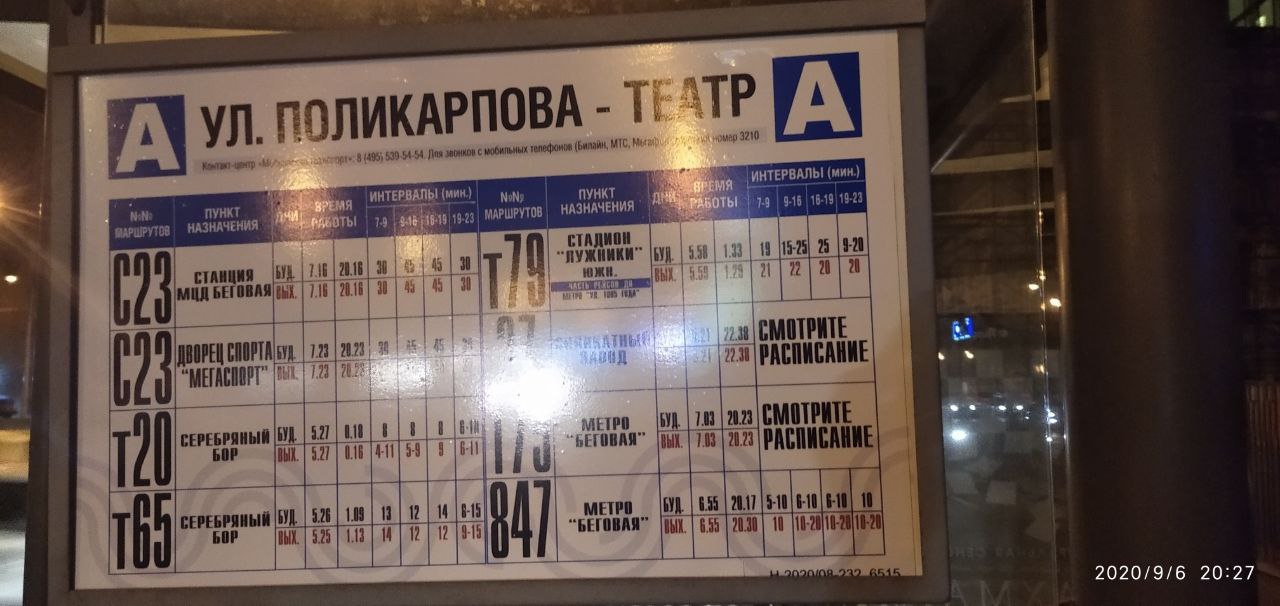 А УЛ. ПОЛИКАРПОВА - ТЕАТР А
Контакт-центр 8 (495) 539-54-54. Для звонков с мобильных телефонов (Билайн, МТС, номер 3210
№№ МАРШРУТОВ ПУНКТ НАЗНАЧЕНИЯ ДНИ ВРЕМЯ РАБОТЫ ИНТЕРВАЛЫ (мин.)
7-9 9-16 16-19 19-23
С23 СТАНЦИЯ МЦД БЕГОВАЯ
БУД. 7.16 20.16 30 45 45 30
ВЫХ. 7.16 20.16 30 45 45 30
С23 ДВОРЕЦ СПОРТА "МЕГАСПОРТ"
БУД. 7.23 20.23 45
ВЫХ. 7.23
Т20 СЕРЕБРЯНЫЙ БОР
БУД. 5.27 0.18 8 8 8 6-10
ВЫХ. 5.27 0.16 4-11 5-9 9 6-11
Т65 СЕРЕБРЯНЫЙ БОР
БУД. 5.26 1.09 13 12 14 6-15
ВЫХ. 5.25 1.13 14 12 12 9-15
№№ МАРШРУТОВ ПУНКТ НАЗНАЧЕНИЯ ДНИ ВРЕМЯ РАБОТЫ ИНТЕРВАЛЫ (мин.)
7-9 9-16 16-19 19-23
Т79 СТАДИОН "ЛУЖНИКИ" ЮЖН.
ЧАСТЬ РЕЙСОВ ДО
МЕТРО "УЛ. 1905 ГОДА"
БУД. 5.58 1.33 19 15-25 25 9-20
ВЫХ. 5.59 1.29 21 22 20 20
ЗАВОД
22.38 СМОТРИТЕ
22.38 РАСПИСАНИЕ
МЕТРО "БЕГОВАЯ"
БУД. 7.03 20.23 СМОТРИТЕ
ВЫХ. 7.03 20.23 РАСПИСАНИЕ
847 МЕТРО "БЕГОВАЯ"
БУД. 6.55 20.17 5-10 6-10 6-10 10
ВЫХ. 6.55 20.30 10 10-20 10-20 10-20
2020/9/6 20:27